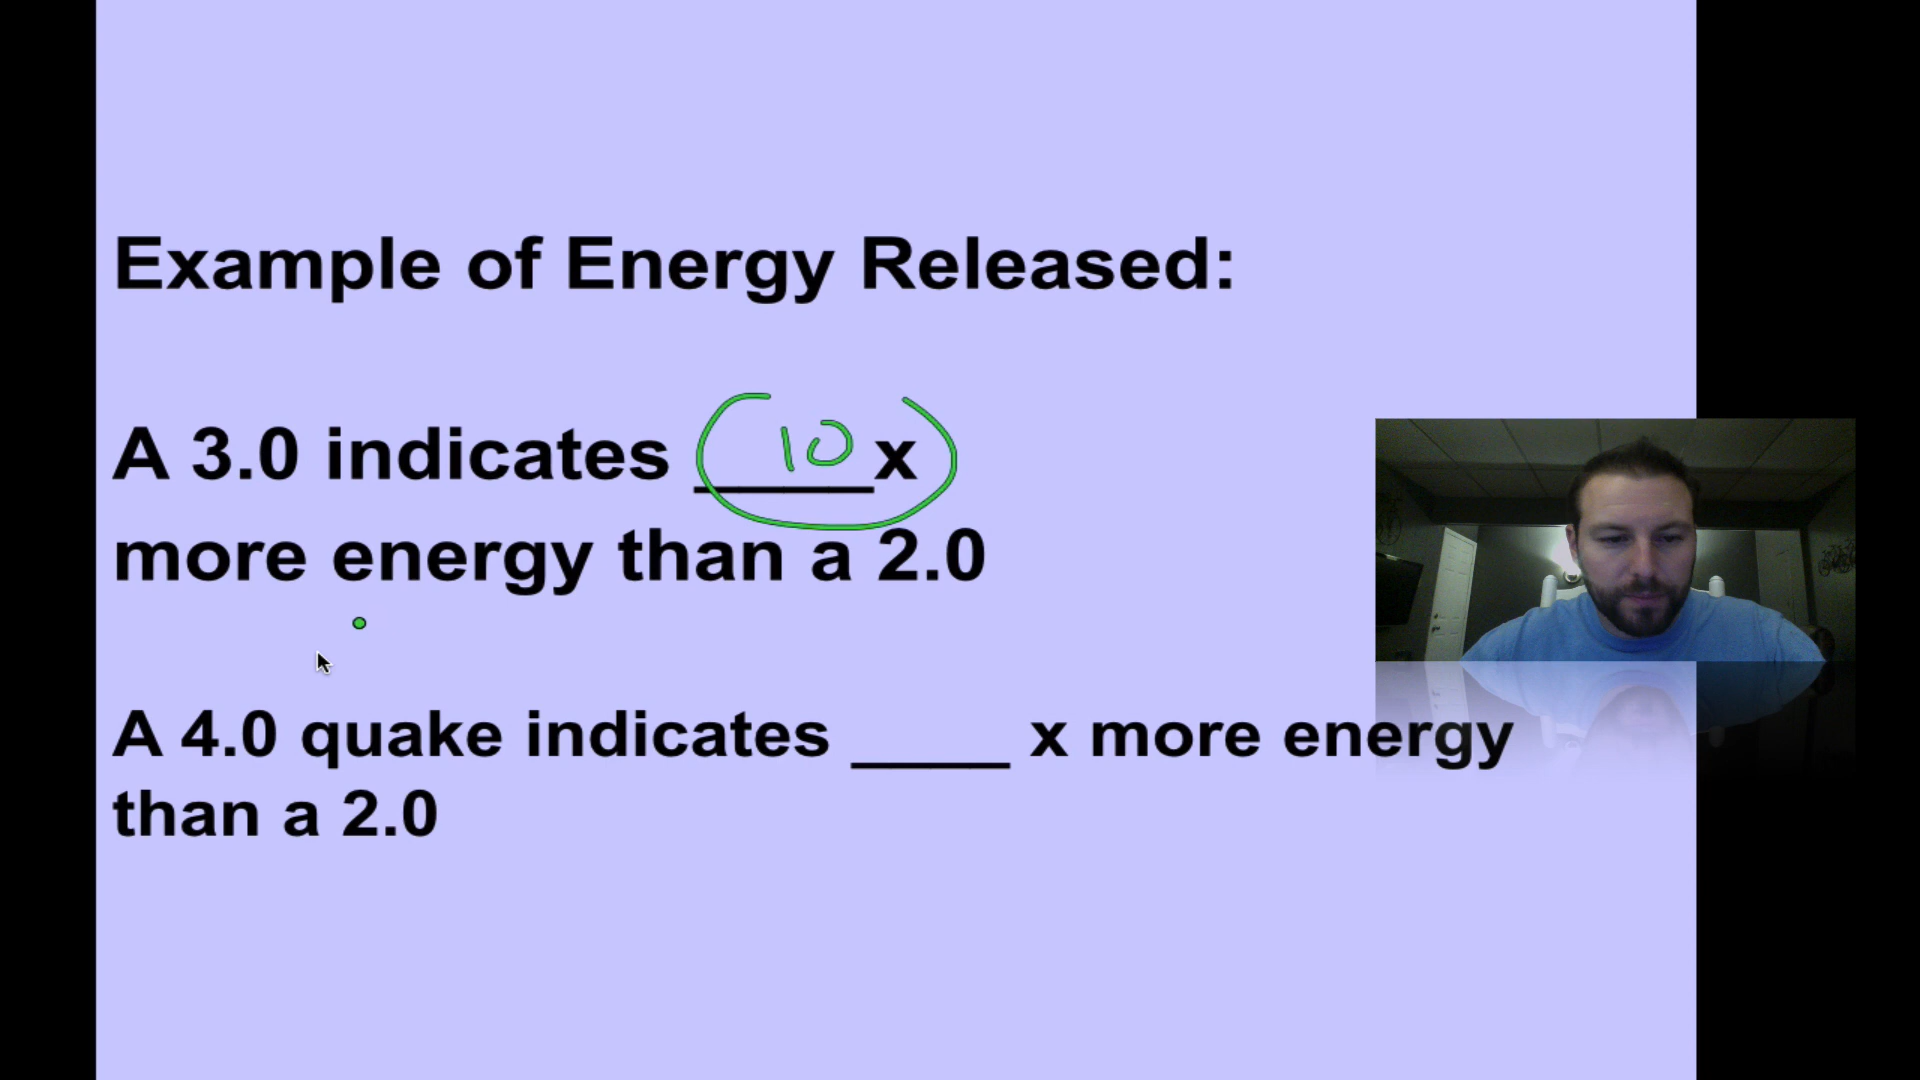 Example of Energy Released:
A 3.0 indicates 10 x
more energy than a 2.0
A 4.0 quake indicates _____ x more energy
than a 2.0